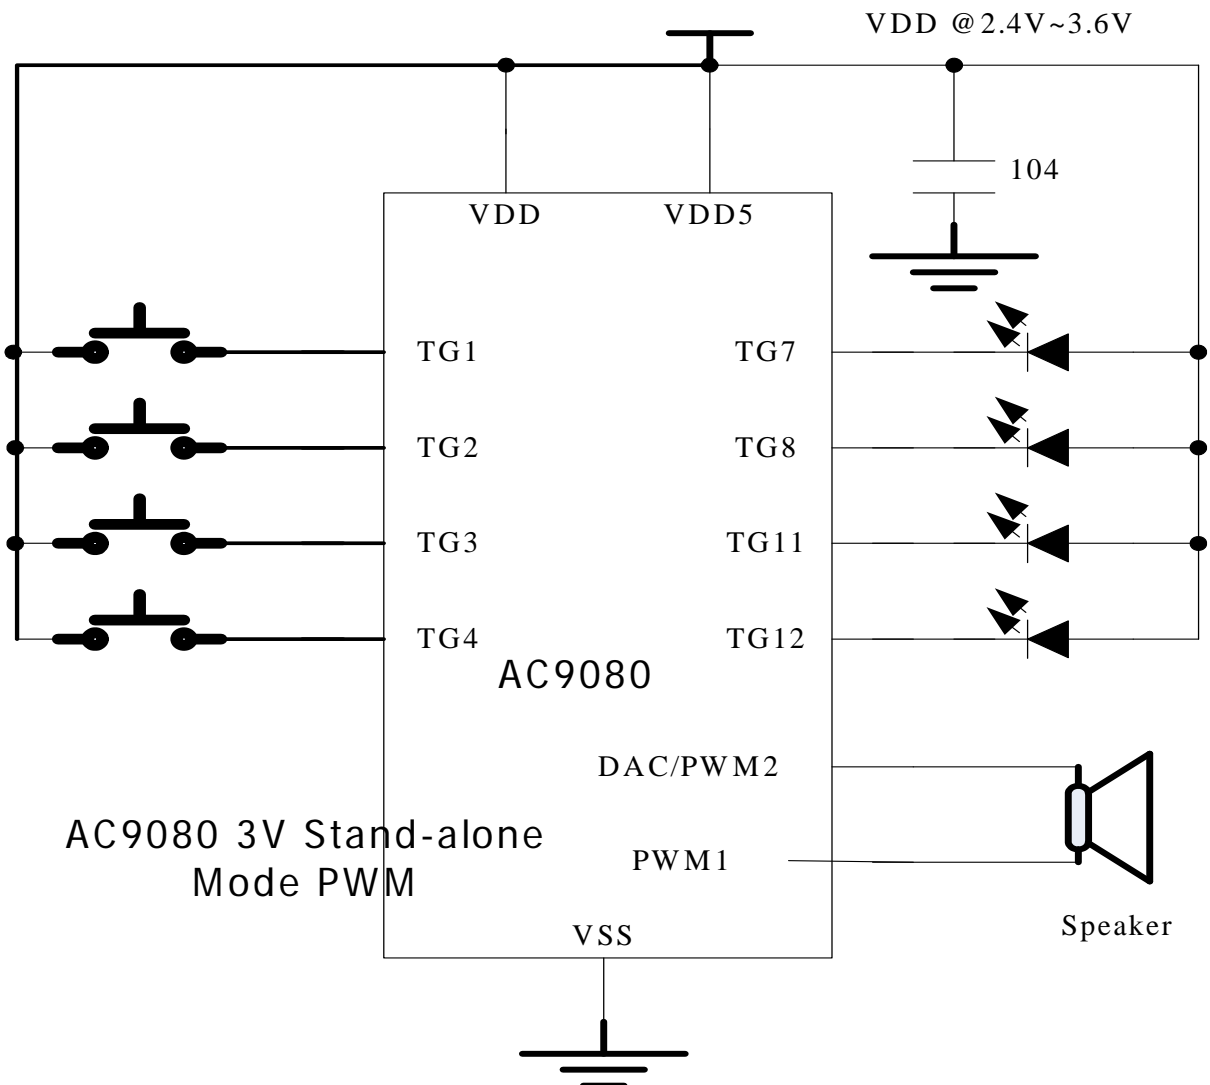 VDD @2.4V~3.6V
104
VDD
VDD5
TG1
TG7
TG2
TG8
TG3
TG11
TG4
TG12
AC9080
DAC/PWM2
AC9080 3V Stand-alone
Mode PWM
PWM1
Speaker
VSS